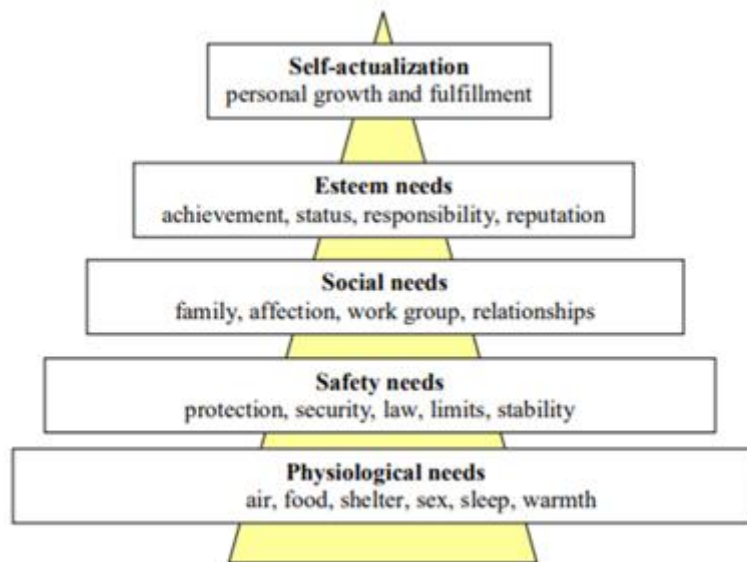 Self-actualization
personal growth and fulfillment
Esteem needs
achievement, status, responsibility, reputation
Social needs
family, affection, work group, relationships
Safety needs
protection, security, law, limits, stability
Physiological needs
air, food, shelter, sex, sleep, warmth